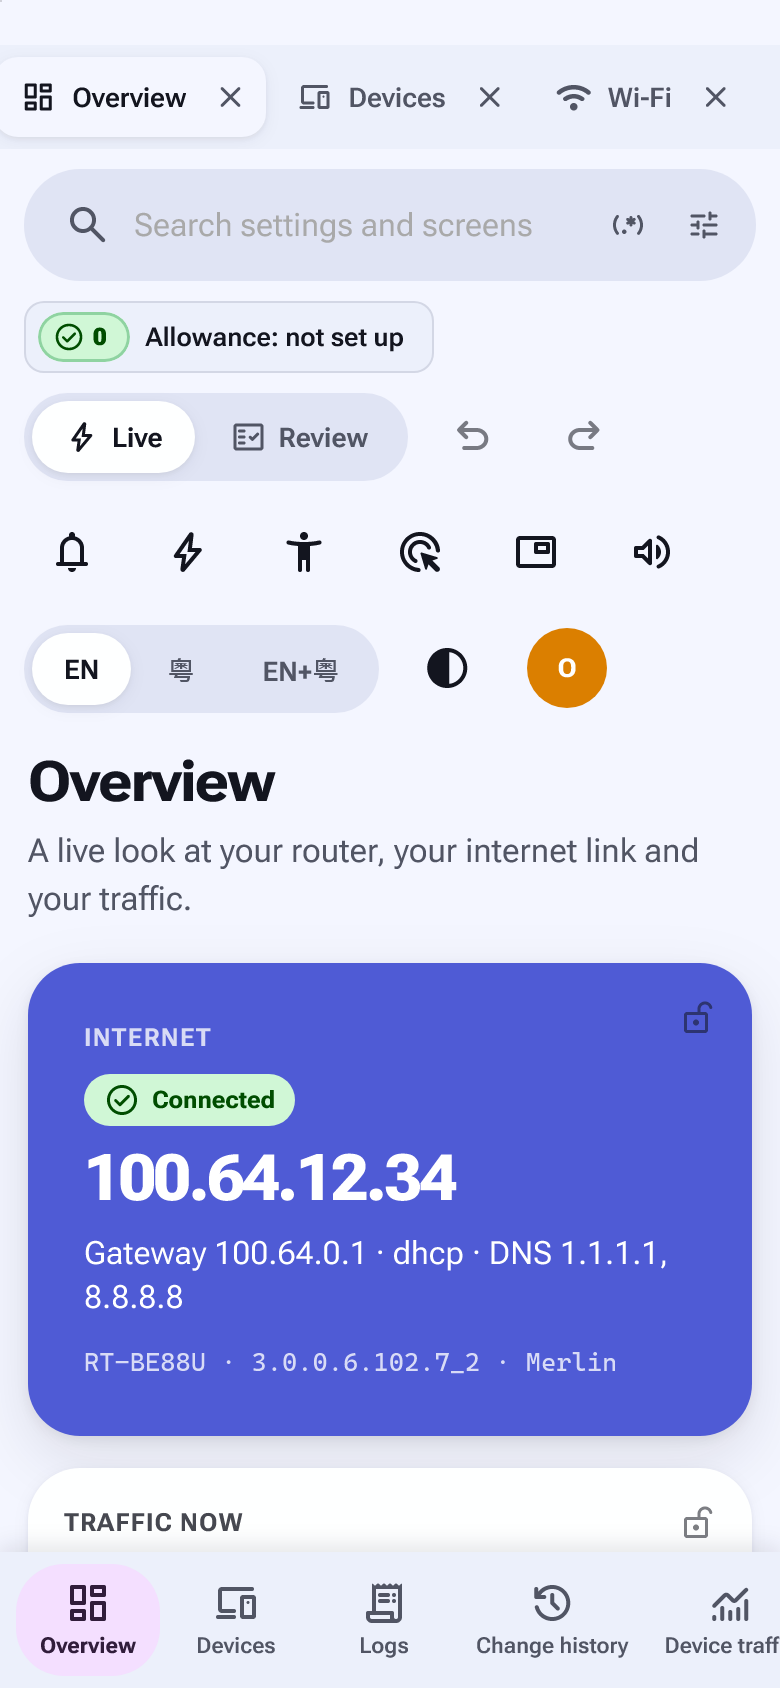 Overview
Devices
Wi-Fi
Search settings and screens
(.*)
0
Allowance: not set up
Live
Review
EN
粵
EN+粵
O
Overview
A live look at your router, your internet link and
your traffic.
INTERNET
Connected
100.64.12.34
Gateway 100.64.0.1 · dhcp · DNS 1.1.1.1,
8.8.8.8
RT-BE88U · 3.0.0.6.102.7_2 · Merlin
TRAFFIC NOW
Overview
Devices
Logs
Change history
Device traff